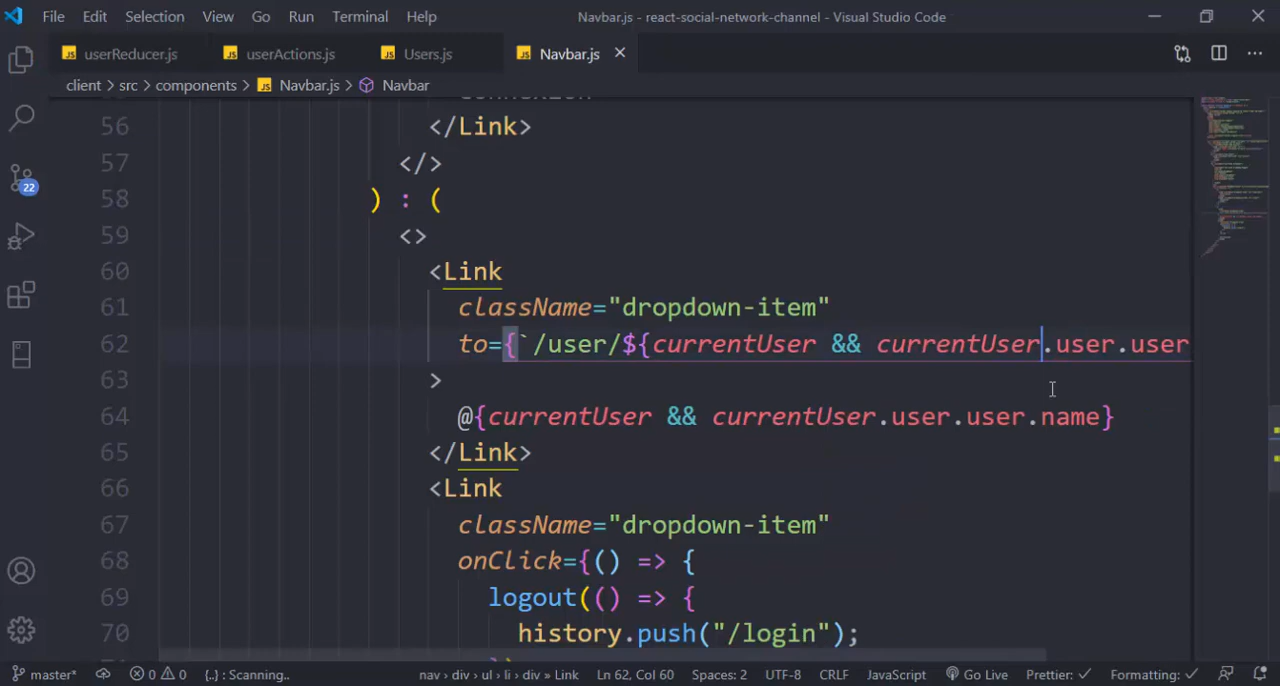 File Edit Selection View Go Run Terminal Help Navbar.js - react-social-network-channel - Visual Studio Code
JS userReducer.js JS userActions.js JS Users.js JS Navbar.js
client > src > components > JS Navbar.js > Navbar
56 </Link>
57 </>
58 ) : (
59 <>
60 <Link
61 className="dropdown-item"
62 to={`/user/${currentUser && currentUser.user.user
63 >
64 @{currentUser && currentUser.user.user.name}
65 </Link>
66 <Link
67 className="dropdown-item"
68 onClick={() => {
69 logout(() => {
70 history.push("/login");
22
master* 0 0 {..} : Scanning.. nav › div › ul › li › div » Link Ln 62, Col 60 Spaces: 2 UTF-8 CRLF JavaScript Go Live Prettier: ✓ Formatting: ✓